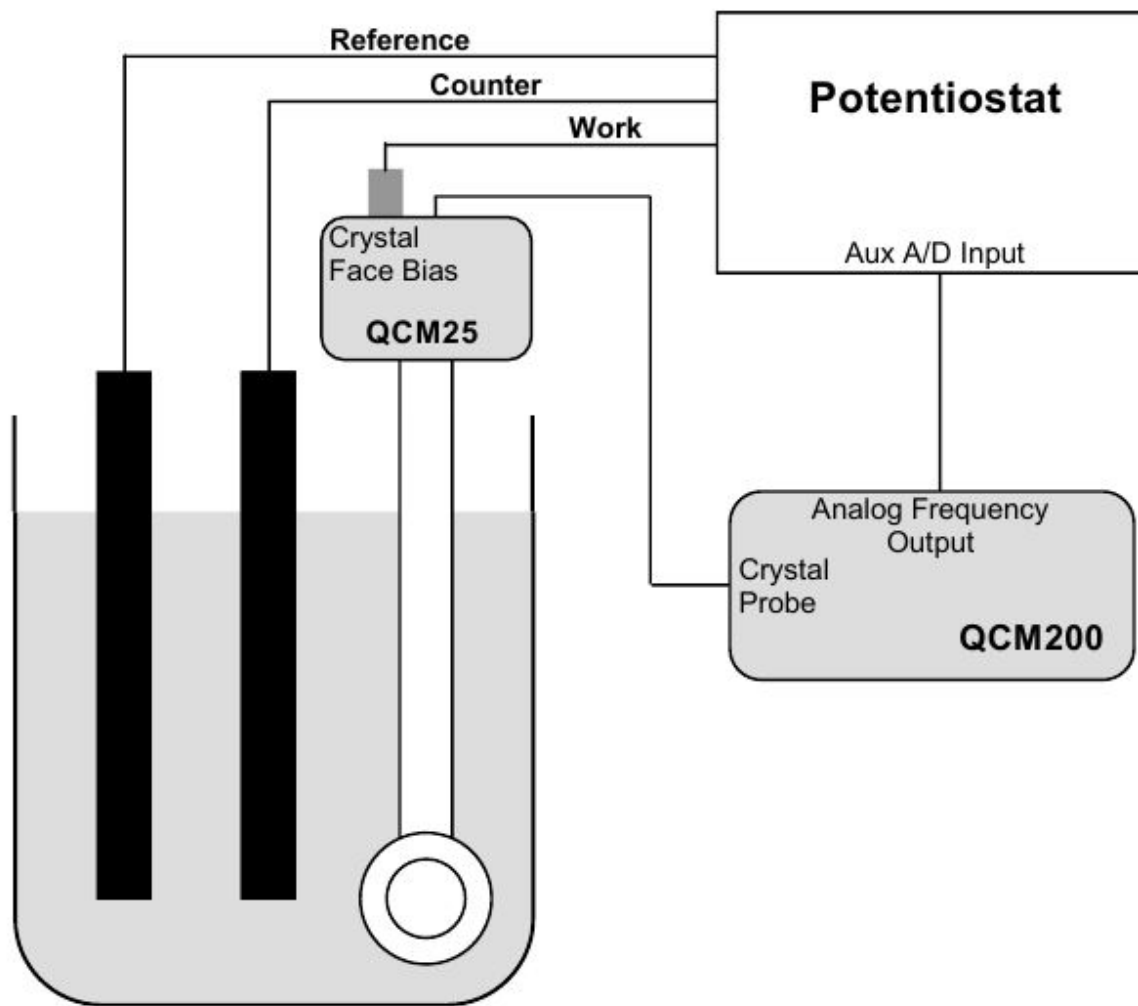 Reference
Counter
Work
Potentiostat
Aux A/D Input
Crystal
Face Bias
QCM25
Analog Frequency
Output
Crystal
Probe
QCM200